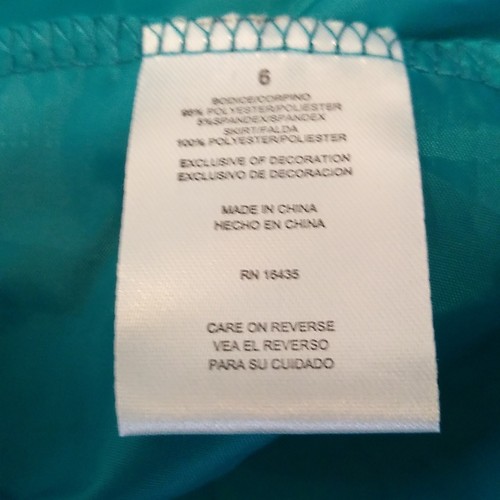 6
BODICE/CORPINO
95% POLYESTER/POLIESTER
5%SPANDEX/SPANDEX
SKIRT/FALDA
100% POLYESTER/POLIESTER
EXCLUSIVE OF DECORATION
EXCLUSIVO DE DECORACION
MADE IN CHINA
HECHO EN CHINA
RN 16435
CARE ON REVERSE
VEA EL REVERSO
PARA SU CUIDADO